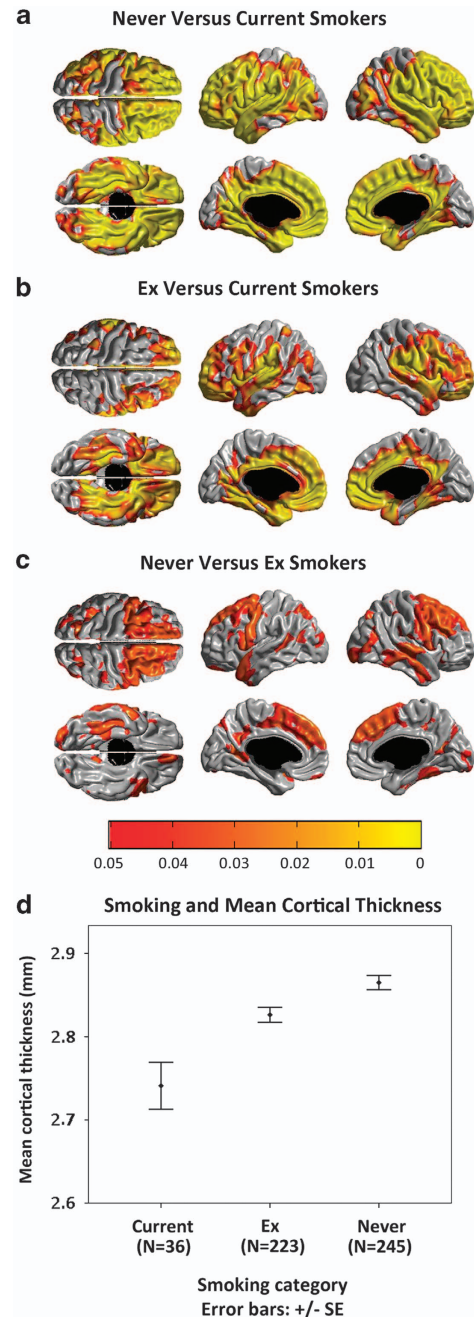 a
Never Versus Current Smokers
b
Ex Versus Current Smokers
c
Never Versus Ex Smokers
0.05 0.04 0.03 0.02 0.01 0
d
Smoking and Mean Cortical Thickness
Mean cortical thickness (mm)
2.9
2.8
2.7
2.6
Current Ex Never
(N=36) (N=223) (N=245)
Smoking category
Error bars: +/- SE